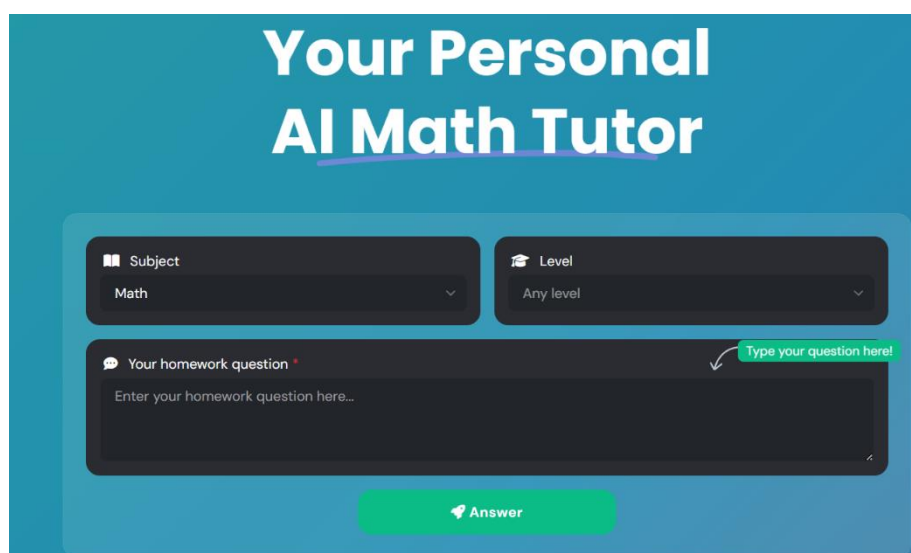 Your Personal
AI Math Tutor
Subject
Level
Math
Any level
Your homework question *
Type your question here!
Enter your homework question here...
Answer